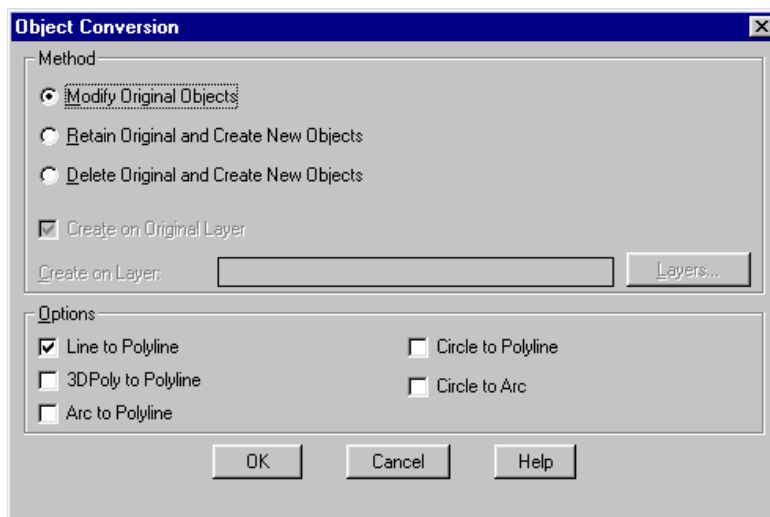 Object Conversion
Method
Modify Original Objects
Retain Original and Create New Objects
Delete Original and Create New Objects
Create on Original Layer
Create on Layer:
Layers...
Options
Line to Polyline
Circle to Polyline
3DPoly to Polyline
Circle to Arc
Arc to Polyline
OK
Cancel
Help